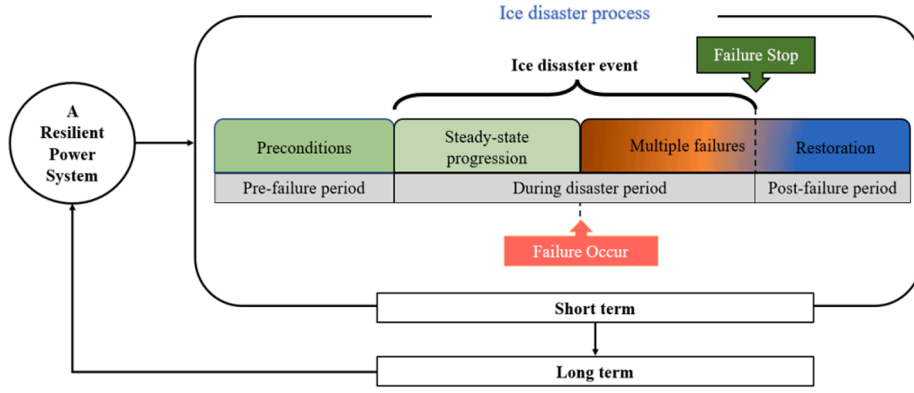 Ice disaster process
Failure Stop
Ice disaster event
A
Resilient
Power
System
Preconditions
Steady-state
progression
Multiple failures
Restoration
Pre-failure period
During disaster period
Post-failure period
Failure Occur
Short term
Long term